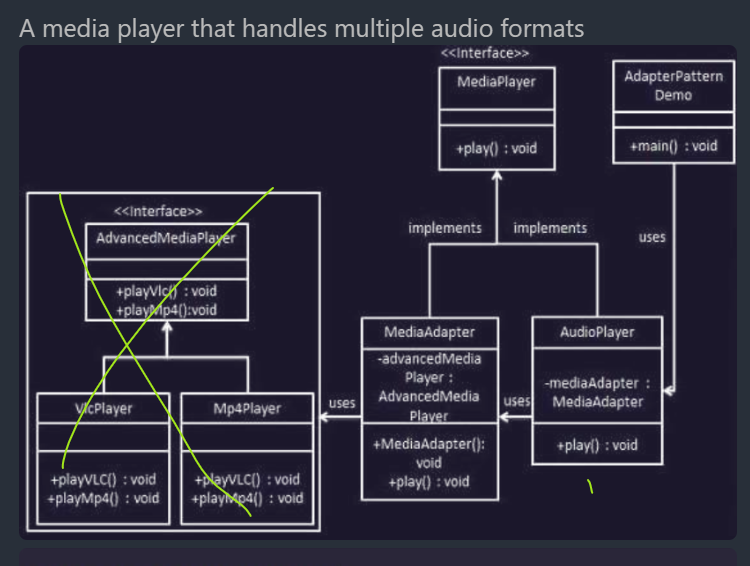 A media player that handles multiple audio formats
<<Interface>>
MediaPlayer
+play() : void
AdapterPattern
Demo
+main() : void
implements
implements
uses
<<Interface>>
AdvancedMediaPlayer
+playVlc() : void
+playMp4():void
VlcPlayer
+playVLC() : void
+playMp4() : void
Mp4Player
+playVLC() : void
+playMp4() : void
uses
MediaAdapter
-advancedMedia
Player :
AdvancedMedia
Player
+MediaAdapter():
void
+play() : void
uses
AudioPlayer
-mediaAdapter :
MediaAdapter
+play() : void